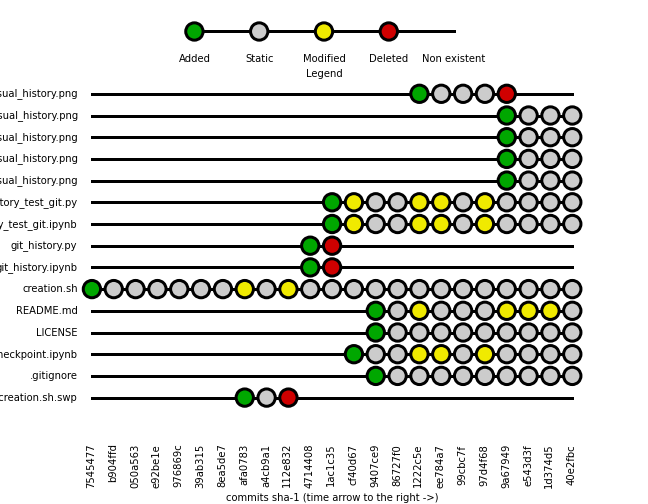 Added Static Modified Deleted Non existent
Legend
sual_history.png
sual_history.png
sual_history.png
sual_history.png
sual_history.png
tory_test_git.py
y_test_git.ipynb
git_history.py
git_history.ipynb
creation.sh
README.md
LICENSE
heckpoint.ipynb
.gitignore
creation.sh.swp
7545477
b904ffd
050a563
e92be1e
976869c
39ab315
8ea5de7
afa0783
a4cb9a1
112e832
4714408
1ac1c35
cf40d67
9407ce9
86727f0
1222c5e
ee784a7
99cbc7f
97d4f68
9a67949
e543d3f
1d374d5
40e2fbc
commits sha-1 (time arrow to the right ->)